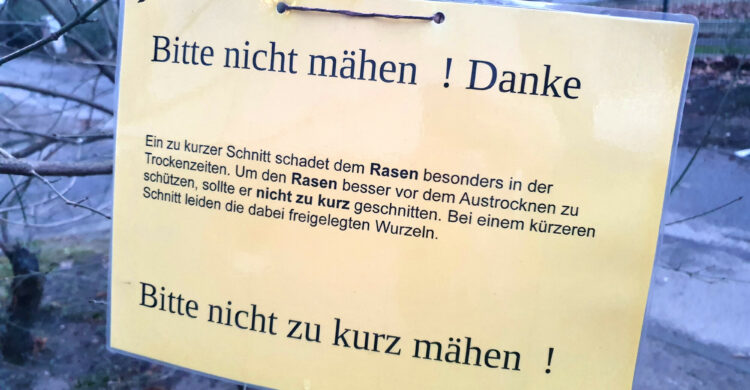 Bitte nicht mähen ! Danke
Ein zu kurzer Schnitt schadet dem Rasen besonders in der
Trockenzeiten. Um den Rasen besser vor dem Austrocknen zu
schützen, sollte er nicht zu kurz geschnitten. Bei einem kürzeren
Schnitt leiden die dabei freigelegten Wurzeln.
Bitte nicht zu kurz mähen !